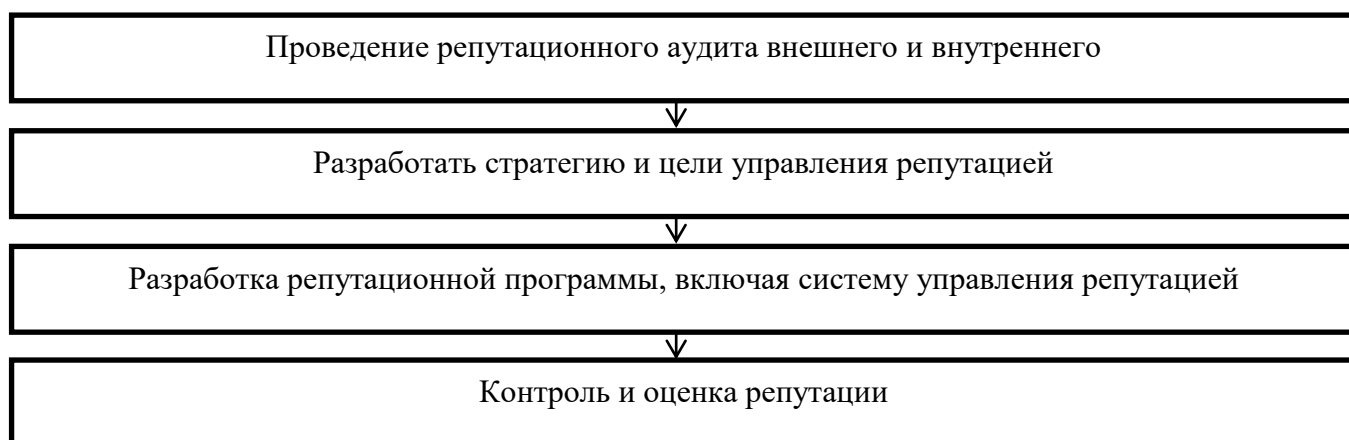 Проведение репутационного аудита внешнего и внутреннего
Разработать стратегию и цели управления репутацией
Разработка репутационной программы, включая систему управления репутацией
Контроль и оценка репутации